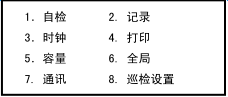 1. 自检 2. 记录
3. 时钟 4. 打印
5. 容量 6. 全局
7. 通讯 8. 巡检设置